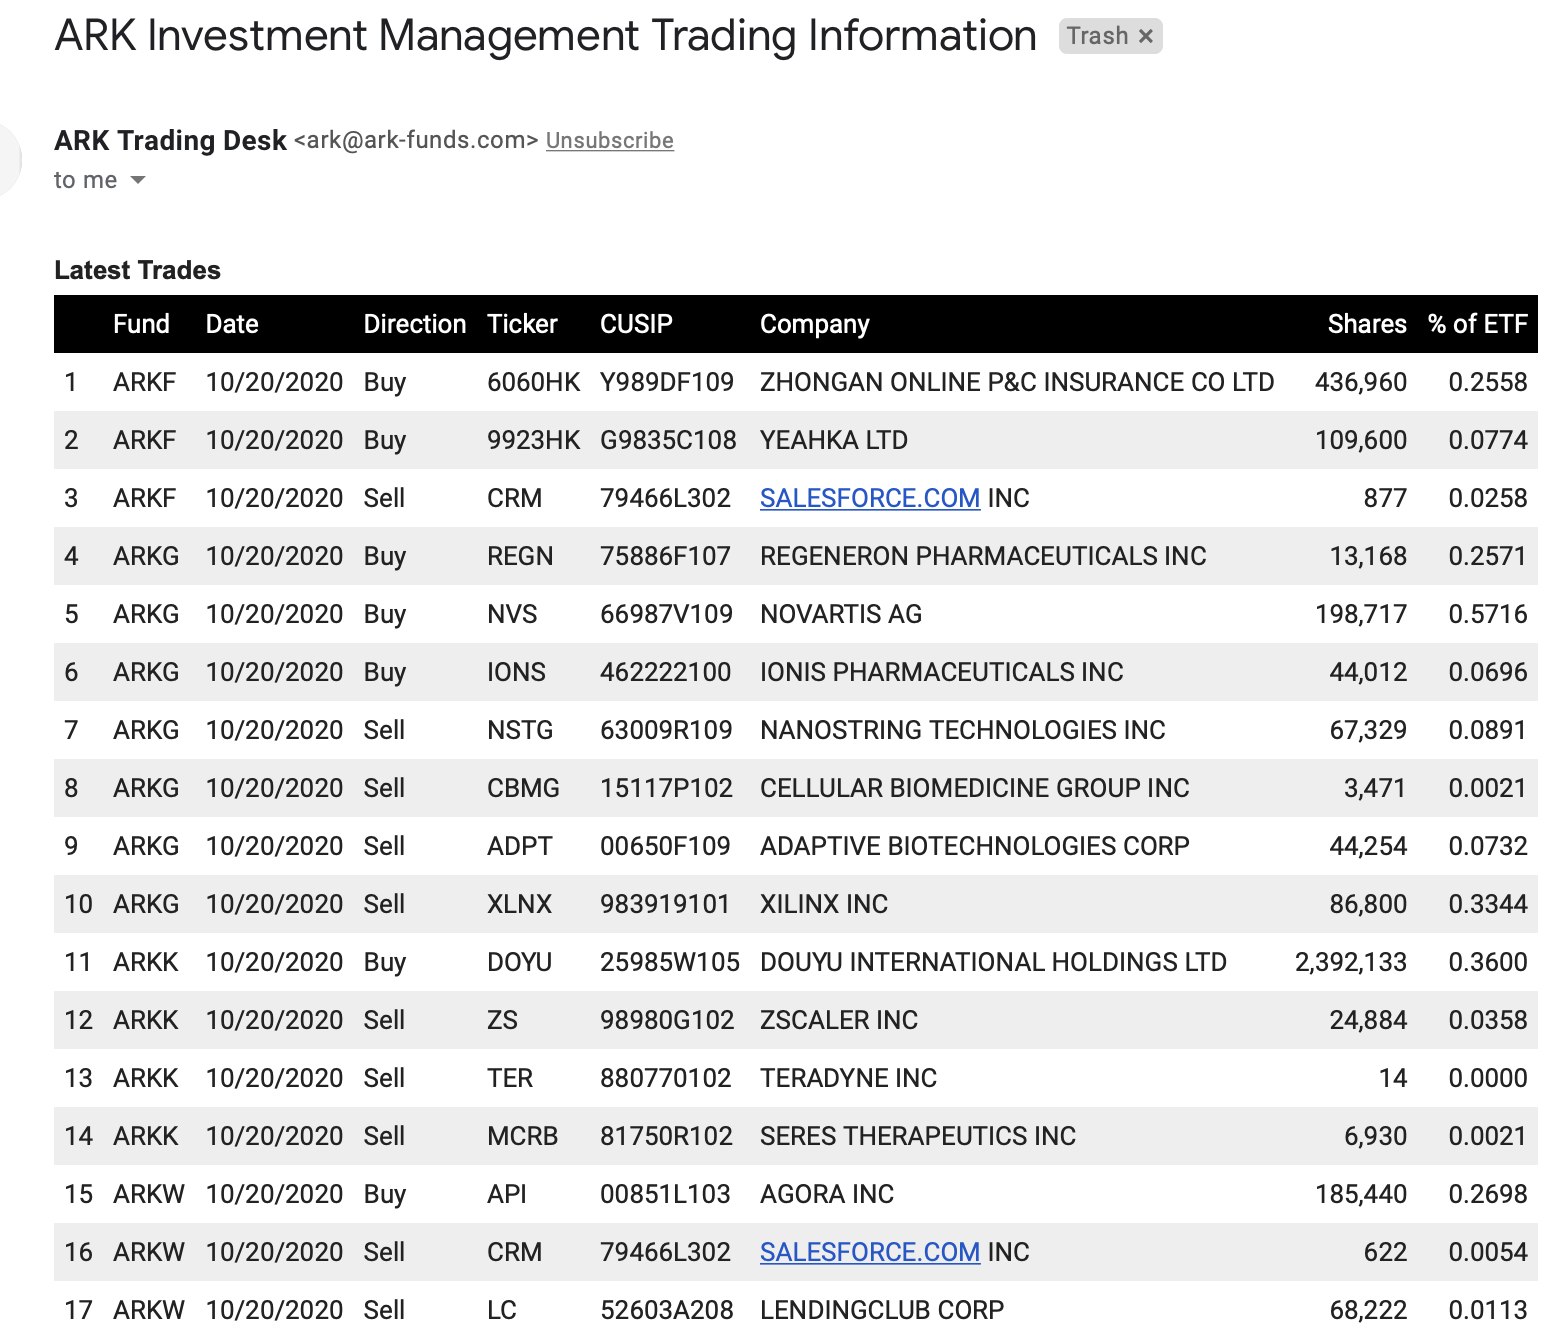 ARK Investment Management Trading Information Trash ×
ARK Trading Desk <ark@ark-funds.com> Unsubscribe
to me
Latest Trades
Fund Date Direction Ticker CUSIP Company Shares % of ETF
1 ARKF 10/20/2020 Buy 6060HK Y989DF109 ZHONGAN ONLINE P&C INSURANCE CO LTD 436,960 0.2558
2 ARKF 10/20/2020 Buy 9923HK G9835C108 YEAHKA LTD 109,600 0.0774
3 ARKF 10/20/2020 Sell CRM 79466L302 SALESFORCE.COM INC 877 0.0258
4 ARKG 10/20/2020 Buy REGN 75886F107 REGENERON PHARMACEUTICALS INC 13,168 0.2571
5 ARKG 10/20/2020 Buy NVS 66987V109 NOVARTIS AG 198,717 0.5716
6 ARKG 10/20/2020 Buy IONS 462222100 IONIS PHARMACEUTICALS INC 44,012 0.0696
7 ARKG 10/20/2020 Sell NSTG 63009R109 NANOSTRING TECHNOLOGIES INC 67,329 0.0891
8 ARKG 10/20/2020 Sell CBMG 15117P102 CELLULAR BIOMEDICINE GROUP INC 3,471 0.0021
9 ARKG 10/20/2020 Sell ADPT 00650F109 ADAPTIVE BIOTECHNOLOGIES CORP 44,254 0.0732
10 ARKG 10/20/2020 Sell XLNX 983919101 XILINX INC 86,800 0.3344
11 ARKK 10/20/2020 Buy DOYU 25985W105 DOUYU INTERNATIONAL HOLDINGS LTD 2,392,133 0.3600
12 ARKK 10/20/2020 Sell ZS 98980G102 ZSCALER INC 24,884 0.0358
13 ARKK 10/20/2020 Sell TER 880770102 TERADYNE INC 14 0.0000
14 ARKK 10/20/2020 Sell MCRB 81750R102 SERES THERAPEUTICS INC 6,930 0.0021
15 ARKW 10/20/2020 Buy API 00851L103 AGORA INC 185,440 0.2698
16 ARKW 10/20/2020 Sell CRM 79466L302 SALESFORCE.COM INC 622 0.0054
17 ARKW 10/20/2020 Sell LC 52603A208 LENDINGCLUB CORP 68,222 0.0113